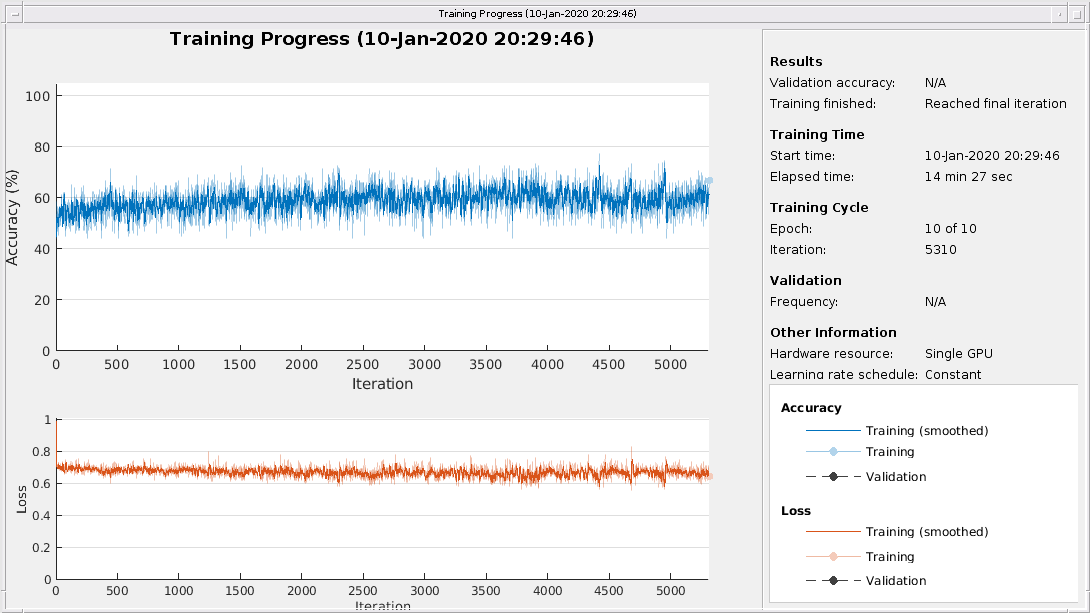 Training Progress (10-Jan-2020 20:29:46)
Training Progress (10-Jan-2020 20:29:46)
100
80
60
40
20
0
Accuracy (%)
0 500 1000 1500 2000 2500 3000 3500 4000 4500 5000
Iteration
1
0.8
0.6
0.4
0.2
0
Loss
0 500 1000 1500 2000 2500 3000 3500 4000 4500 5000
Iteration
Results
Validation accuracy: N/A
Training finished: Reached final iteration
Training Time
Start time: 10-Jan-2020 20:29:46
Elapsed time: 14 min 27 sec
Training Cycle
Epoch: 10 of 10
Iteration: 5310
Validation
Frequency: N/A
Other Information
Hardware resource: Single GPU
Learning rate schedule: Constant
Accuracy
Training (smoothed)
Training
Validation
Loss
Training (smoothed)
Training
Validation